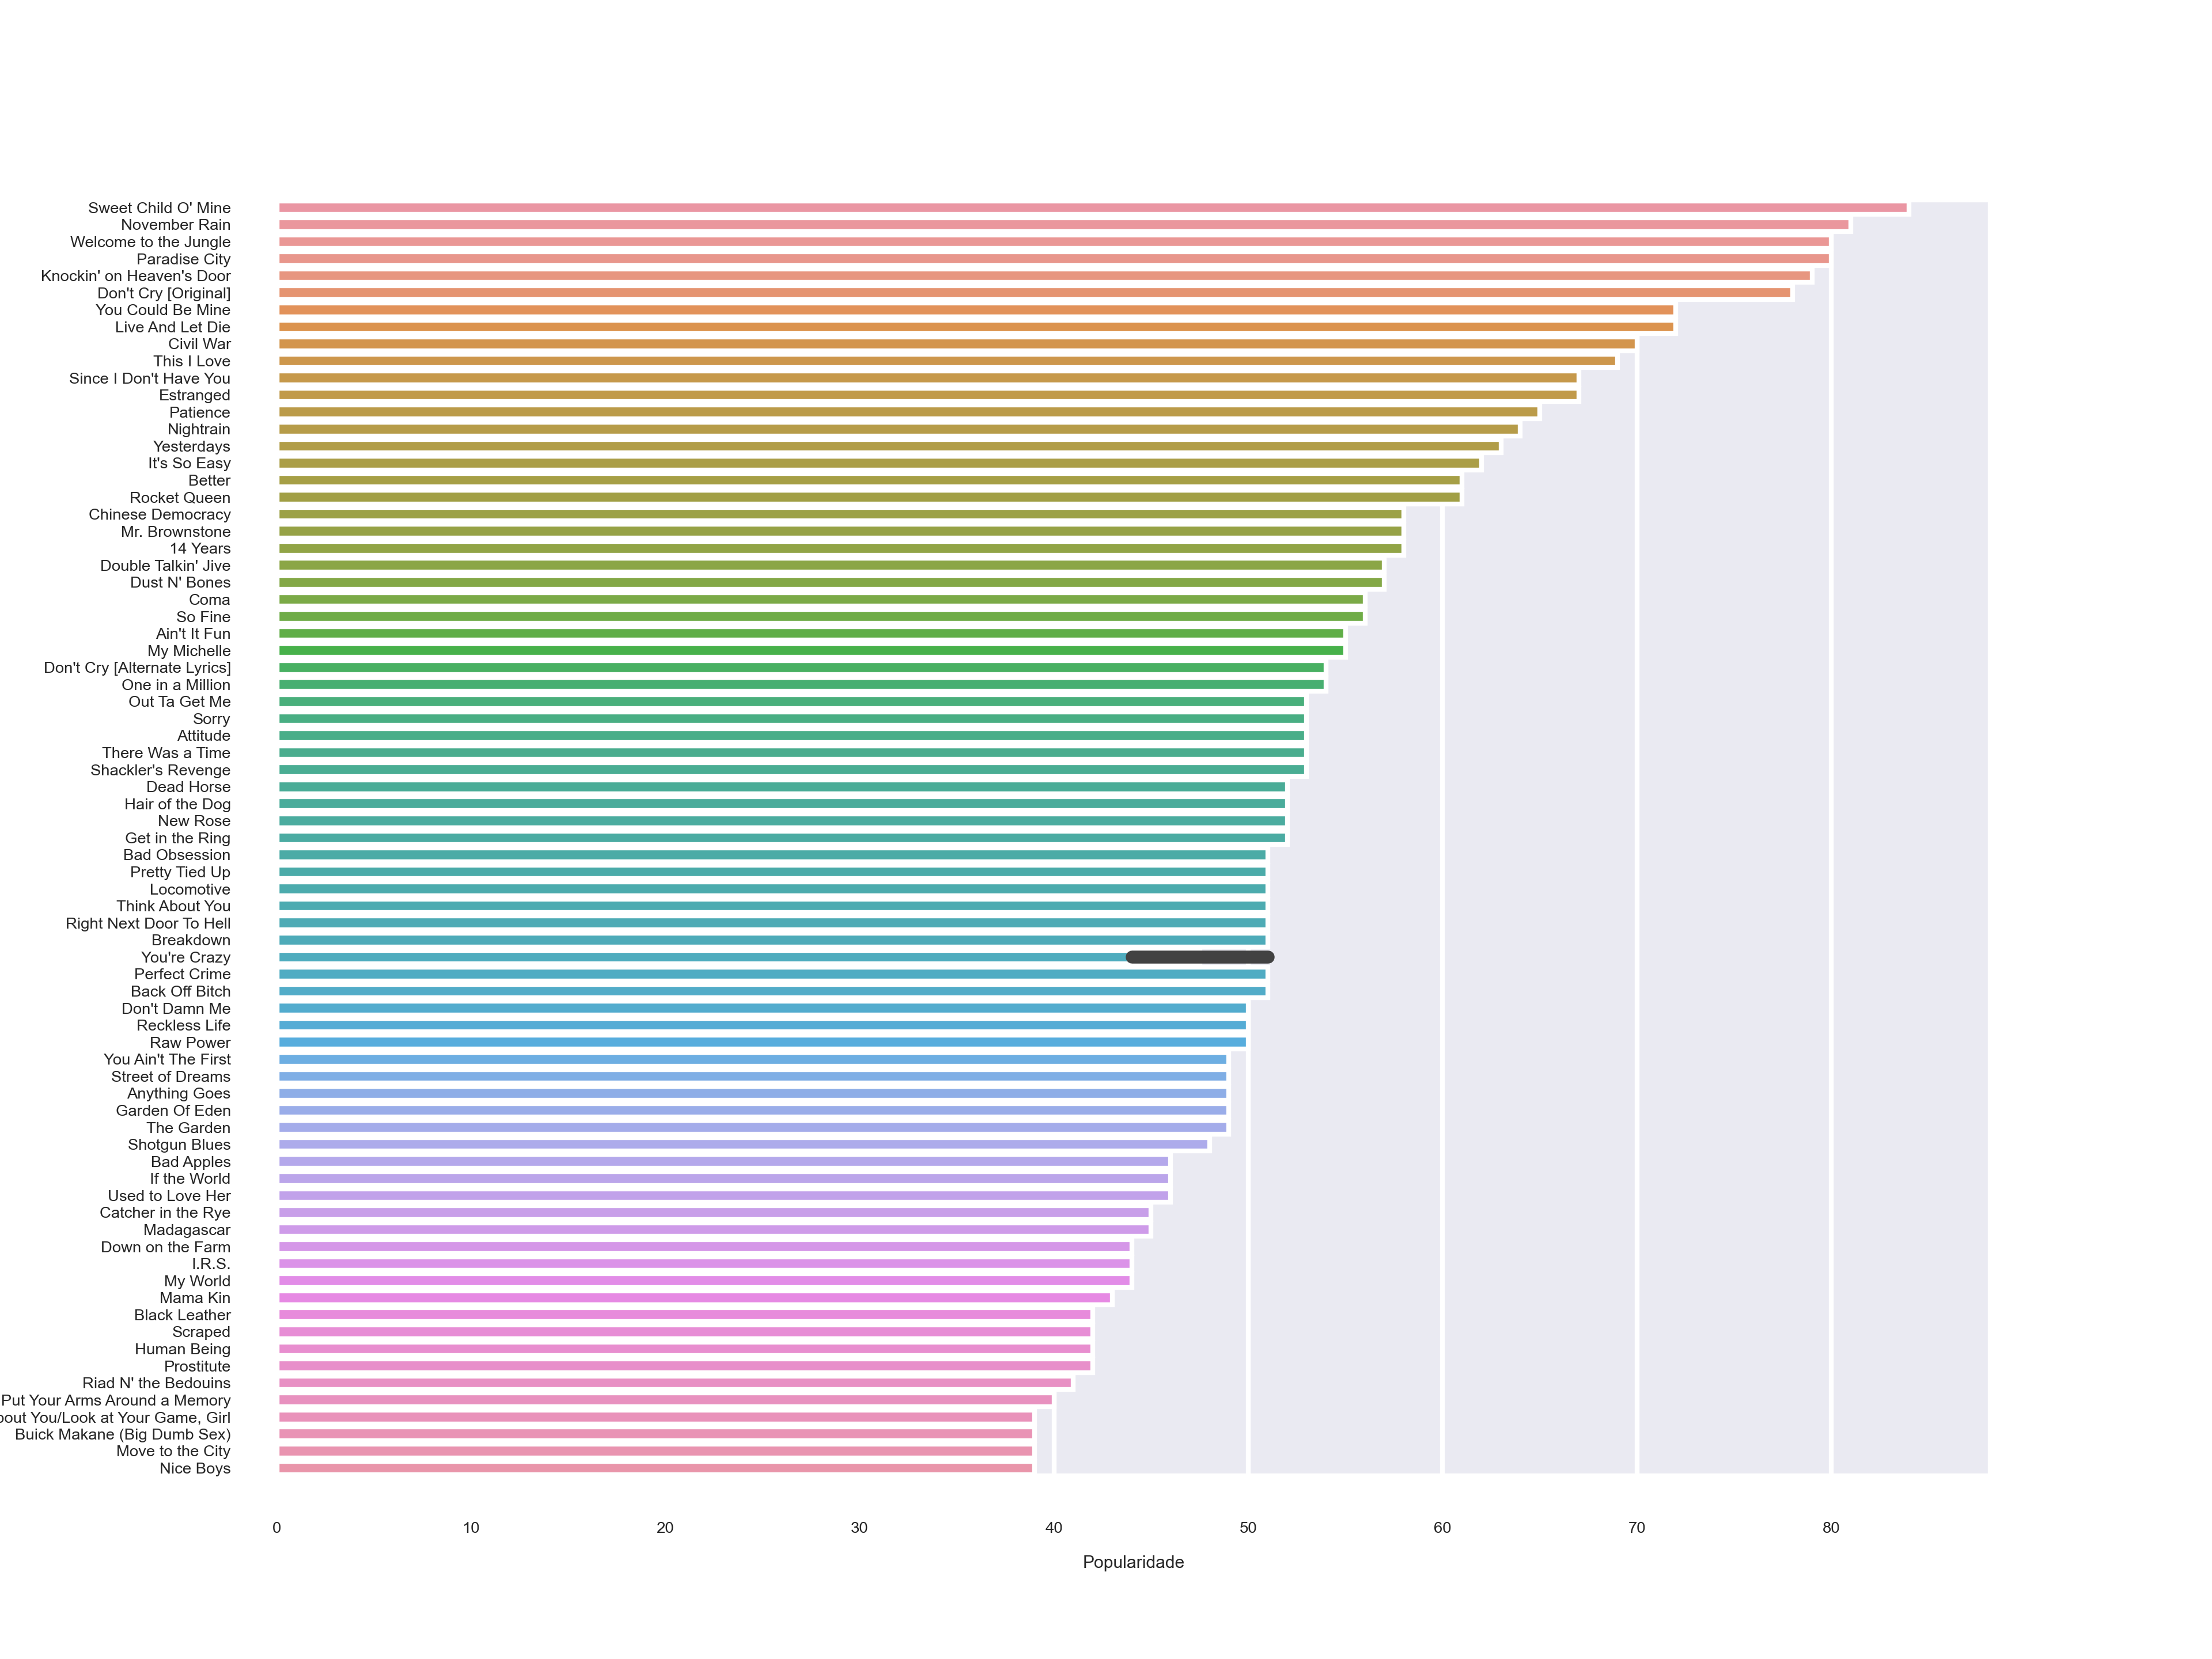 Sweet Child O' Mine
November Rain
Welcome to the Jungle
Paradise City
Knockin' on Heaven's Door
Don't Cry [Original]
You Could Be Mine
Live And Let Die
Civil War
This I Love
Since I Don't Have You
Estranged
Patience
Nightrain
Yesterdays
It's So Easy
Better
Rocket Queen
Chinese Democracy
Mr. Brownstone
14 Years
Double Talkin' Jive
Dust N' Bones
Coma
So Fine
Ain't It Fun
My Michelle
Don't Cry [Alternate Lyrics]
One in a Million
Out Ta Get Me
Sorry
Attitude
There Was a Time
Shackler's Revenge
Dead Horse
Hair of the Dog
New Rose
Get in the Ring
Bad Obsession
Pretty Tied Up
Locomotive
Think About You
Right Next Door To Hell
Breakdown
You're Crazy
Perfect Crime
Back Off Bitch
Don't Damn Me
Reckless Life
Raw Power
You Ain't The First
Street of Dreams
Anything Goes
Garden Of Eden
The Garden
Shotgun Blues
Bad Apples
If the World
Used to Love Her
Catcher in the Rye
Madagascar
Down on the Farm
I.R.S.
My World
Mama Kin
Black Leather
Scraped
Human Being
Prostitute
Riad N' the Bedouins
Put Your Arms Around a Memory
You/Look at Your Game, Girl
Buick Makane (Big Dumb Sex)
Move to the City
Nice Boys
0 10 20 30 40 50 60 70 80
Popularidade